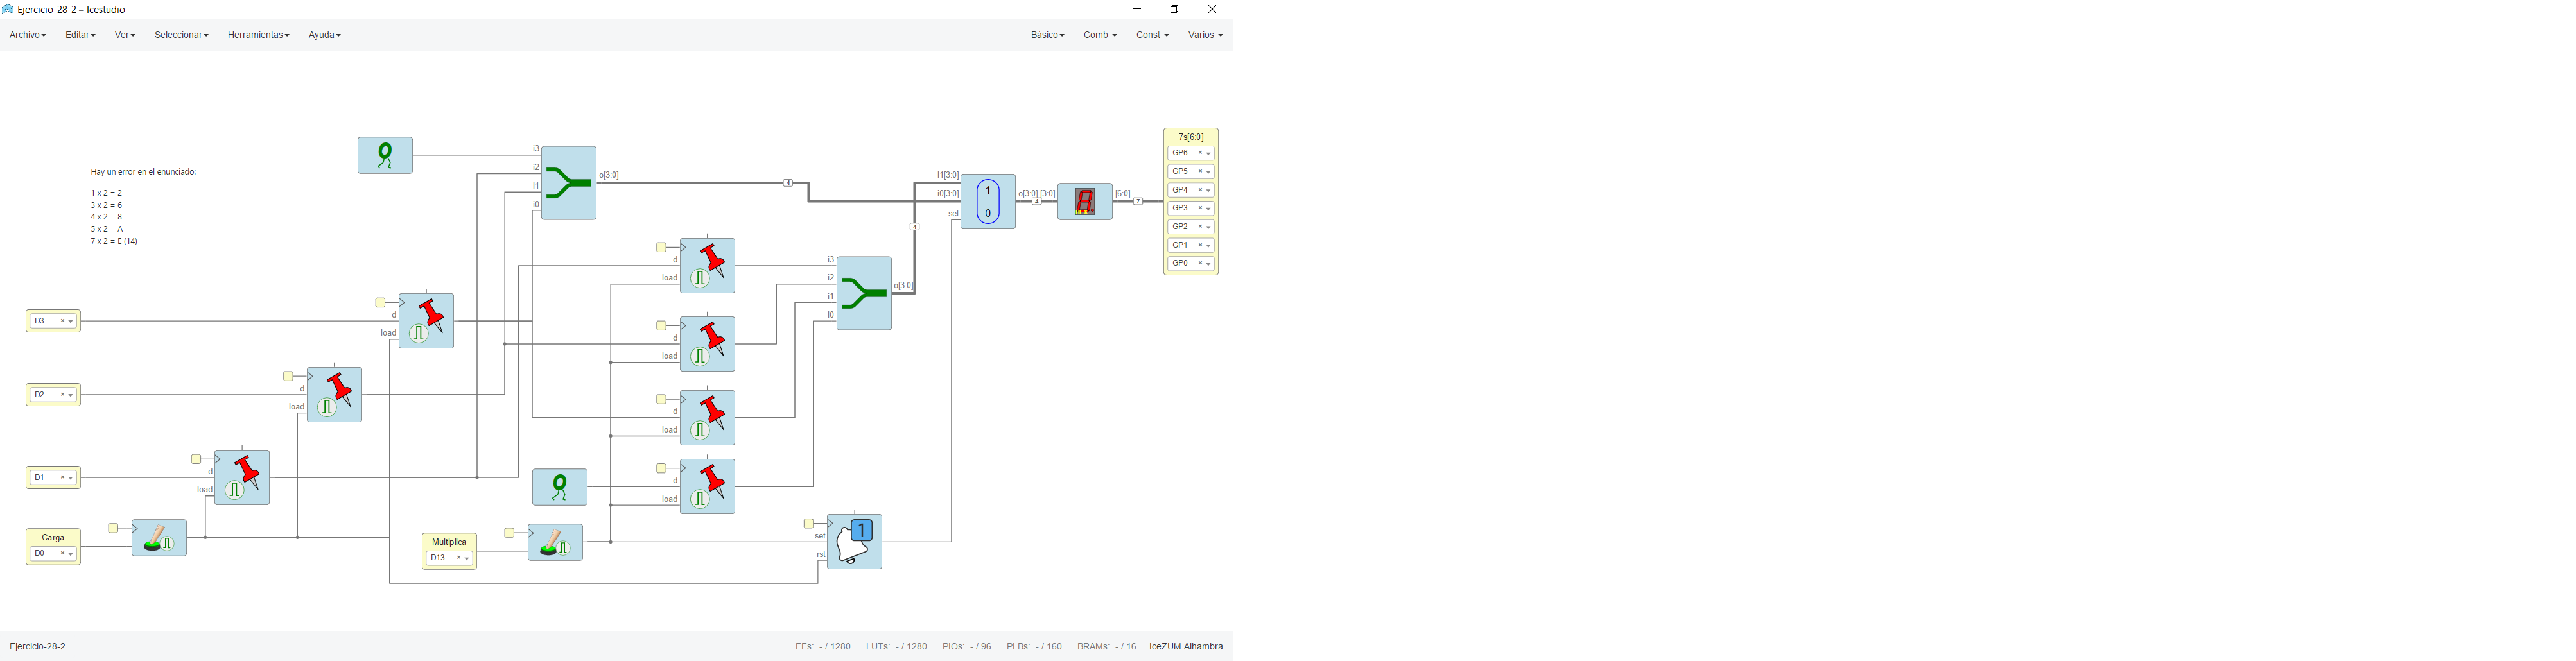 Ejercicio-28-2 – Icestudio
Archivo Editar Ver Seleccionar Herramientas Ayuda Básico Comb Const Varios
Hay un error en el enunciado:
1 x 2 = 2
3 x 2 = 6
4 x 2 = 8
5 x 2 = A
7 x 2 = E (14)
0
i3
i2
i1
i0
o[3:0]
4
i1[3:0]
i0[3:0]
sel
1
0
o[3:0]
[3:0]
4
[6:0]
7
7s[6:0]
GP6
GP5
GP4
GP3
GP2
GP1
GP0
4
d
load
i3
i2
i1
i0
o[3:0]
D3
d
load
d
load
D2
d
load
d
load
D1
d
load
0
d
load
Carga
D0
Multiplica
D13
set
rst
1
Ejercicio-28-2 FFs: - / 1280 LUTs: - / 1280 PIOs: - / 96 PLBs: - / 160 BRAMs: - / 16 IceZUM Alhambra